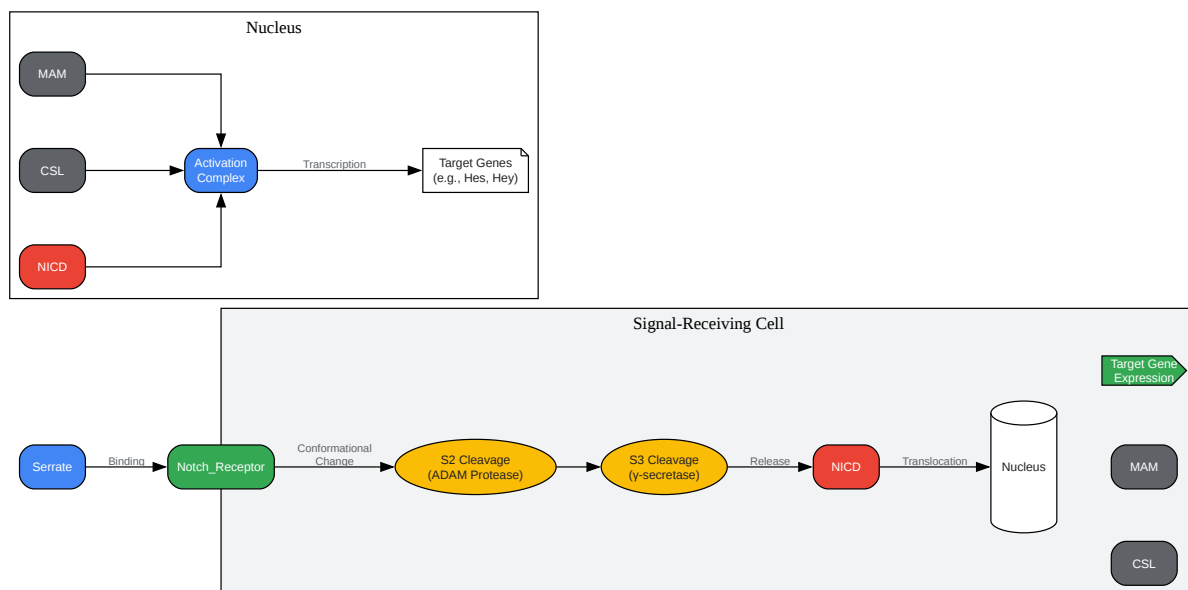 Nucleus
MAM
CSL
Activation
Complex
Transcription
Target Genes
(e.g., Hes, Hey)
NICD
Signal-Receiving Cell
Target Gene
Expression
Serrate
Binding
Notch_Receptor
Conformational
Change
S2 Cleavage
(ADAM Protease)
S3 Cleavage
(γ-secretase)
Release
NICD
Translocation
Nucleus
MAM
CSL